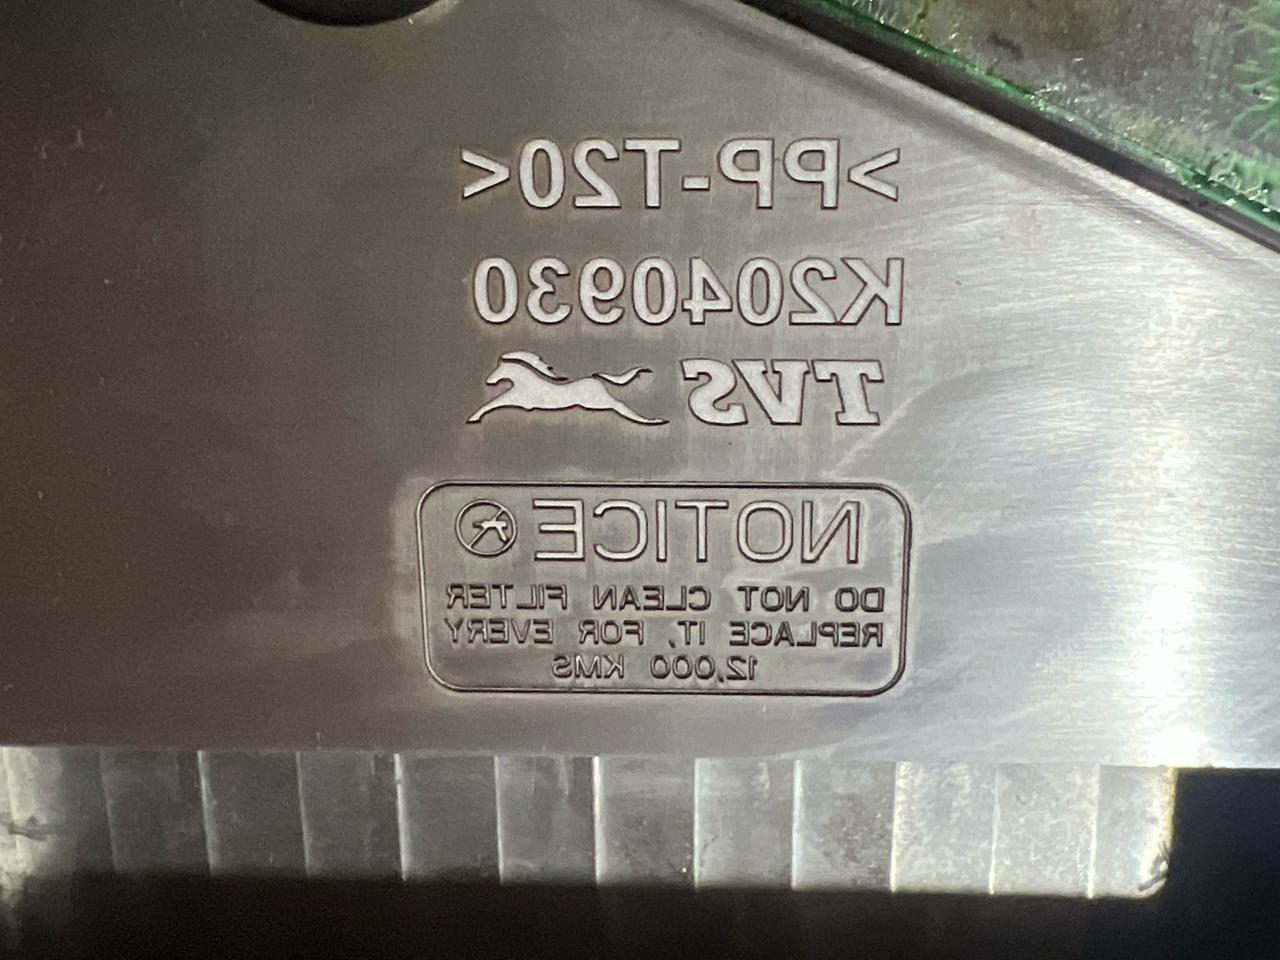 >PP-T20<
K2040930
TVS
NOTICE
DO NOT CLEAN FILTER
REPLACE IT, FOR EVERY
12,000 KMS